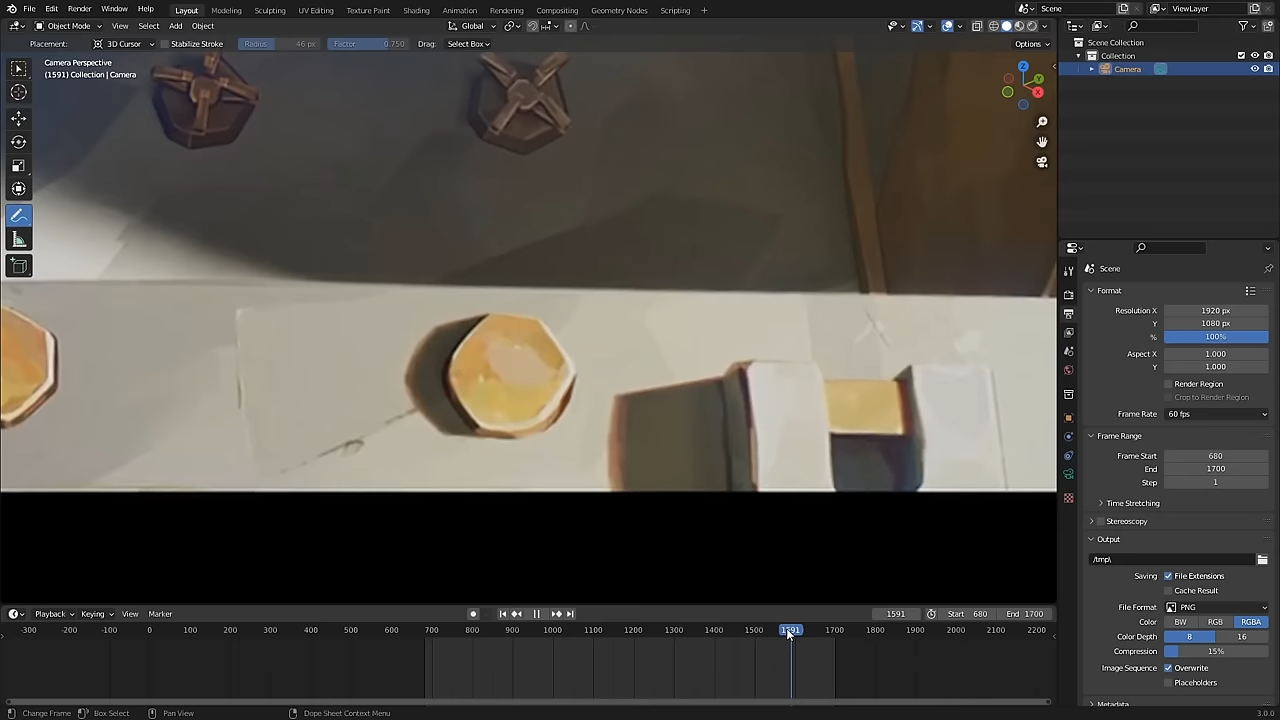 File Edit Render Window Help Layout Modeling Sculpting UV Editing Texture Paint Shading Animation Rendering Compositing Geometry Nodes Scripting + Scene ViewLayer
Object Mode View Select Add Object Global
Placement: 3D Cursor Stabilize Stroke Radius 46 px Factor 0.750 Drag: Select Box Options
Camera Perspective
(1591) Collection | Camera
Z
Y
X
Scene Collection
Collection
Camera
Scene
Format
Resolution X 1920 px
Y 1080 px
% 100%
Aspect X 1.000
Y 1.000
Render Region
Crop to Render Region
Frame Rate 60 fps
Frame Range
Frame Start 680
End 1700
Step 1
Time Stretching
Stereoscopy
Output
/tmp\
Saving File Extensions
Cache Result
File Format PNG
Color BW RGB RGBA
Color Depth 8 16
Compression 15%
Image Sequence Overwrite
Placeholders
Metadata
Playback Keying View Marker 1591 Start 680 End 1700
-300 -200 -100 0 100 200 300 400 500 600 700 800 900 1000 1100 1200 1300 1400 1500 1591 1700 1800 1900 2000 2100 2200
Change Frame Box Select Pan View Dope Sheet Context Menu 3.0.0